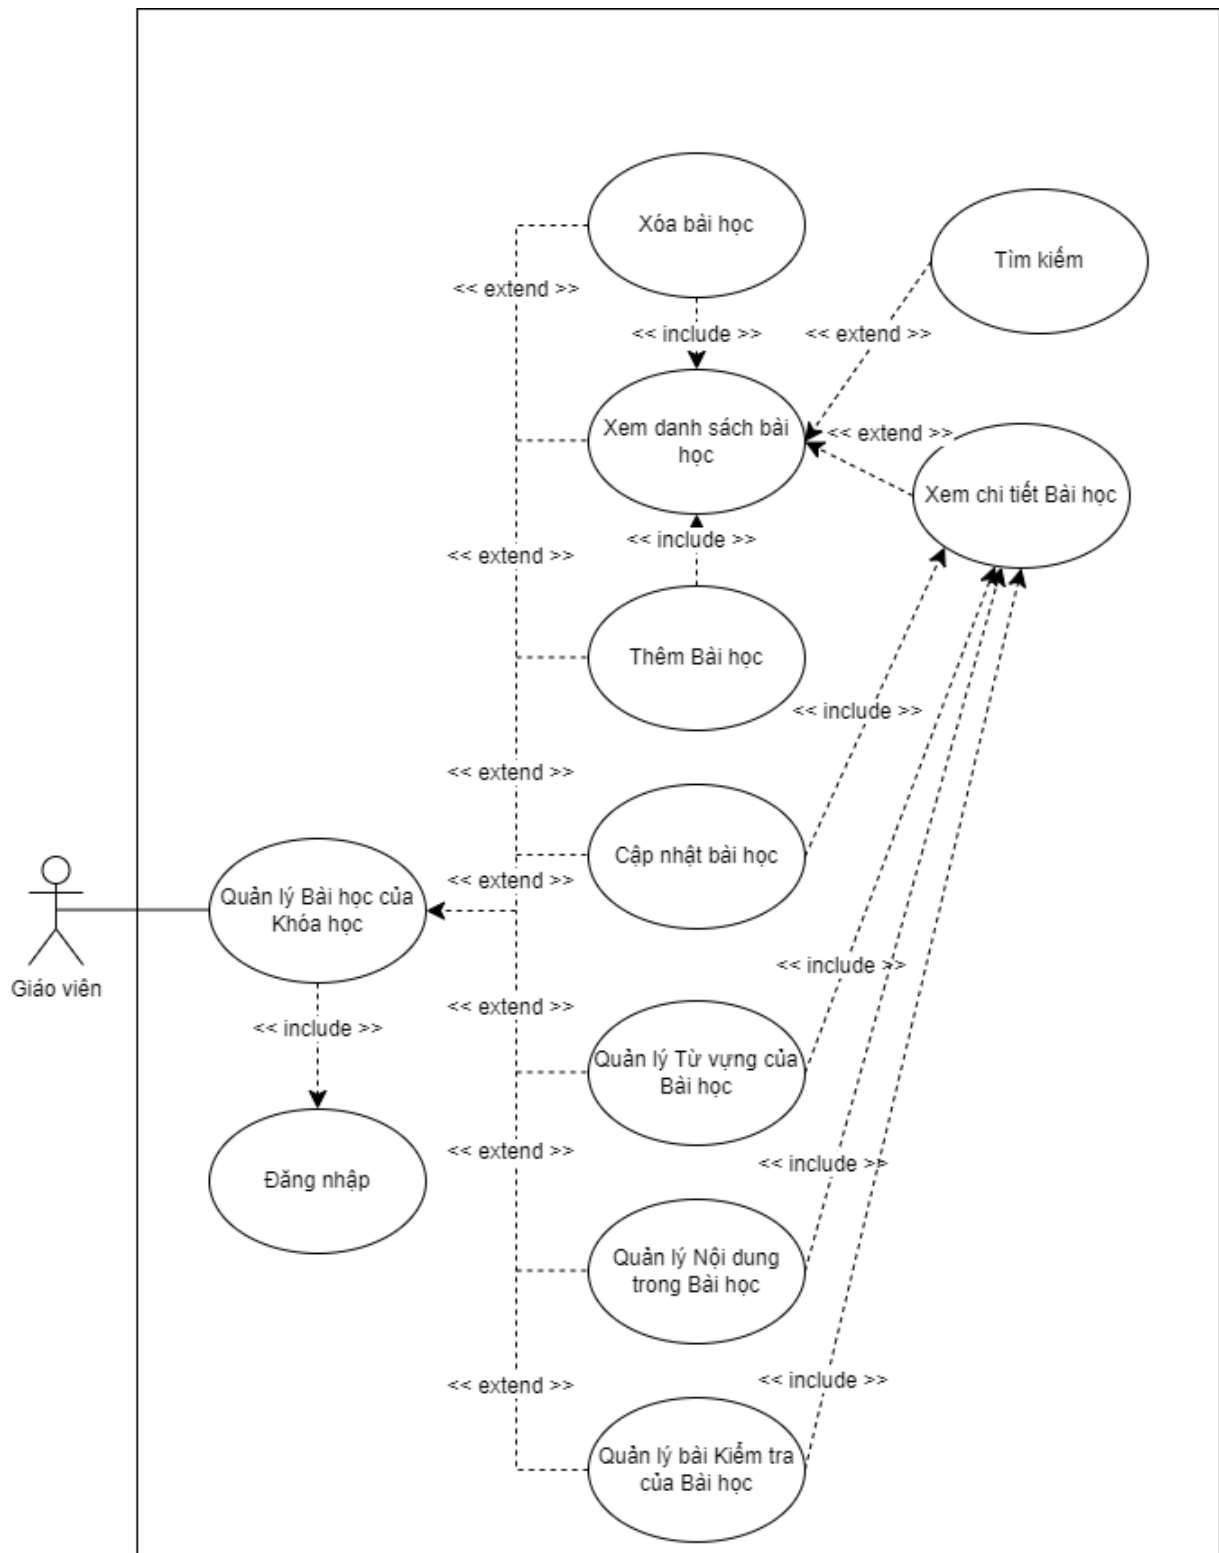 Xóa bài học
Tìm kiếm
<< extend >>
<< include >>
<< extend >>
Xem danh sách bài
học
<< extend >>
Xem chi tiết Bài học
<< include >>
<< extend >>
Thêm Bài học
<< include >>
<< extend >>
Cập nhật bài học
<< extend >>
Quản lý Bài học của
Khóa học
Giáo viên
<< include >>
<< extend >>
<< include >>
Quản lý Từ vựng của
Bài học
<< extend >>
<< include >>
Đăng nhập
Quản lý Nội dung
trong Bài học
<< extend >>
<< include >>
Quản lý bài Kiểm tra
của Bài học